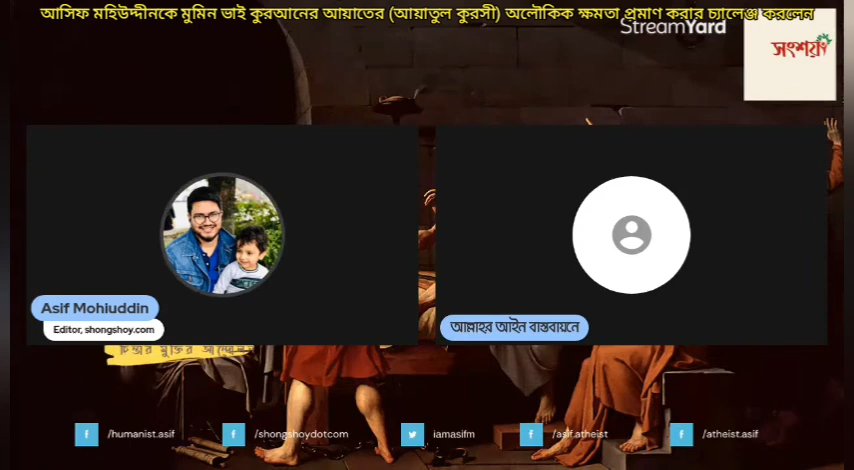 আসিফ মহিউদ্দীনকে মুমিন ভাই কুরআনের আয়াতের (আয়াতুল কুরসী) অলৌকিক ক্ষমতা প্রমাণ করার চ্যালেঞ্জ করলেন
StreamYard
সংশয়
Asif Mohiuddin
Editor, shongshoy.com
আল্লাহর আইন বাস্তবায়নে
/humanist.asif
/shongshoydotcom
iamasifm
/asif.atheist
/atheist.asif